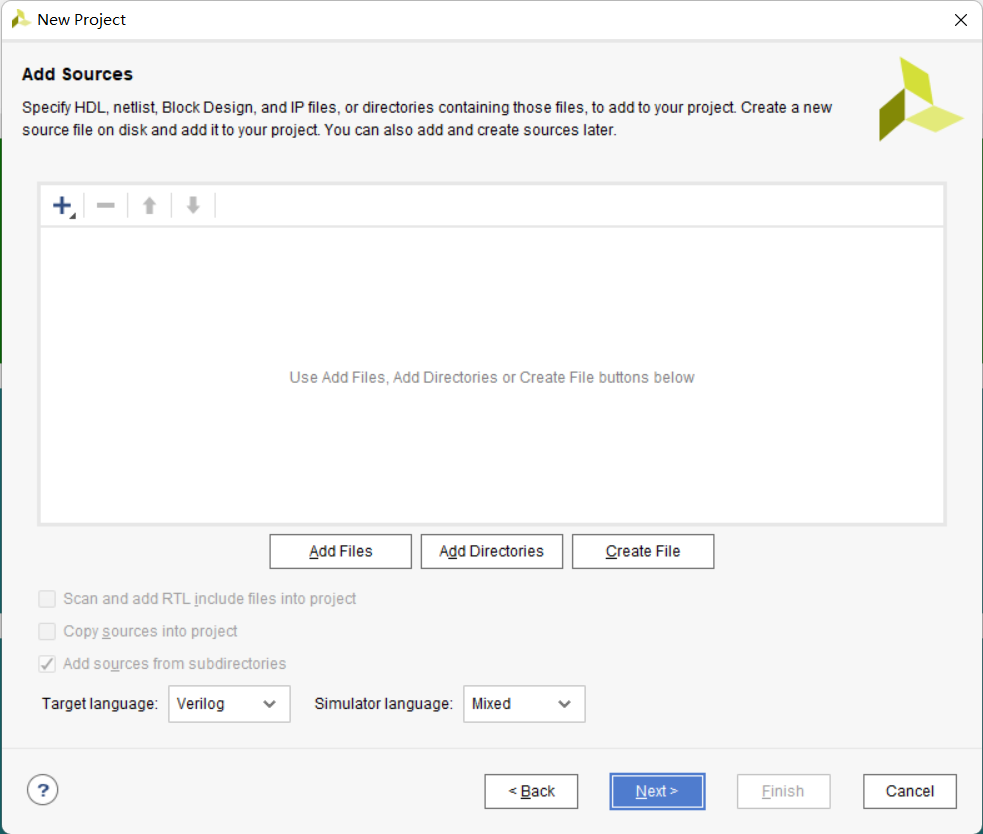 New Project
Add Sources
Specify HDL, netlist, Block Design, and IP files, or directories containing those files, to add to your project. Create a new
source file on disk and add it to your project. You can also add and create sources later.
Use Add Files, Add Directories or Create File buttons below
Add Files Add Directories Create File
Scan and add RTL include files into project
Copy sources into project
Add sources from subdirectories
Target language: Verilog Simulator language: Mixed
? < Back Next > Finish Cancel